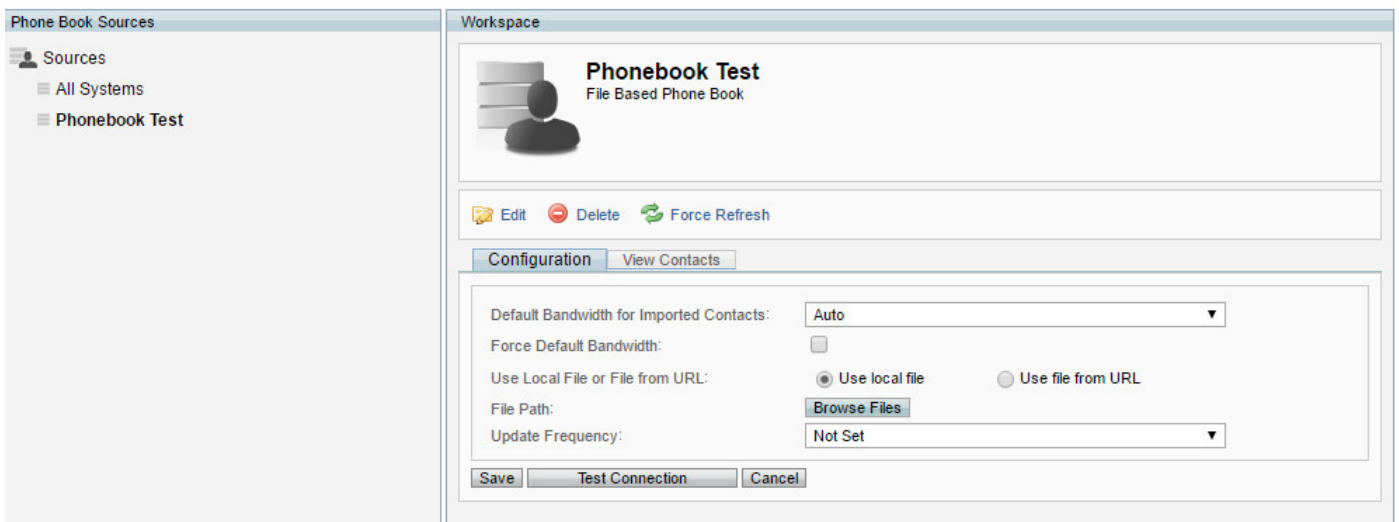 Phone Book Sources
Sources
All Systems
Phonebook Test
Workspace
Phonebook Test
File Based Phone Book
Edit Delete Force Refresh
Configuration View Contacts
Default Bandwidth for Imported Contacts: Auto
Force Default Bandwidth:
Use Local File or File from URL: Use local file Use file from URL
File Path: Browse Files
Update Frequency: Not Set
Save Test Connection Cancel